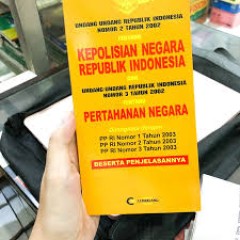 UNDANG UNDANG REPUBLIK INDONESIA
NOMOR 2 TAHUN 2002
KEPOLISIAN NEGARA
REPUBLIK INDONESIA
UNDANG-UNDANG REPUBLIK INDONESIA
NOMOR 3 TAHUN 2002
PERTAHANAN NEGARA
PP RI Nomor 1 Tahun 2003
PP RI Nomor 2 Tahun 2003
PP RI Nomor 3 Tahun 2003
BESERTA PENJELASANNYA